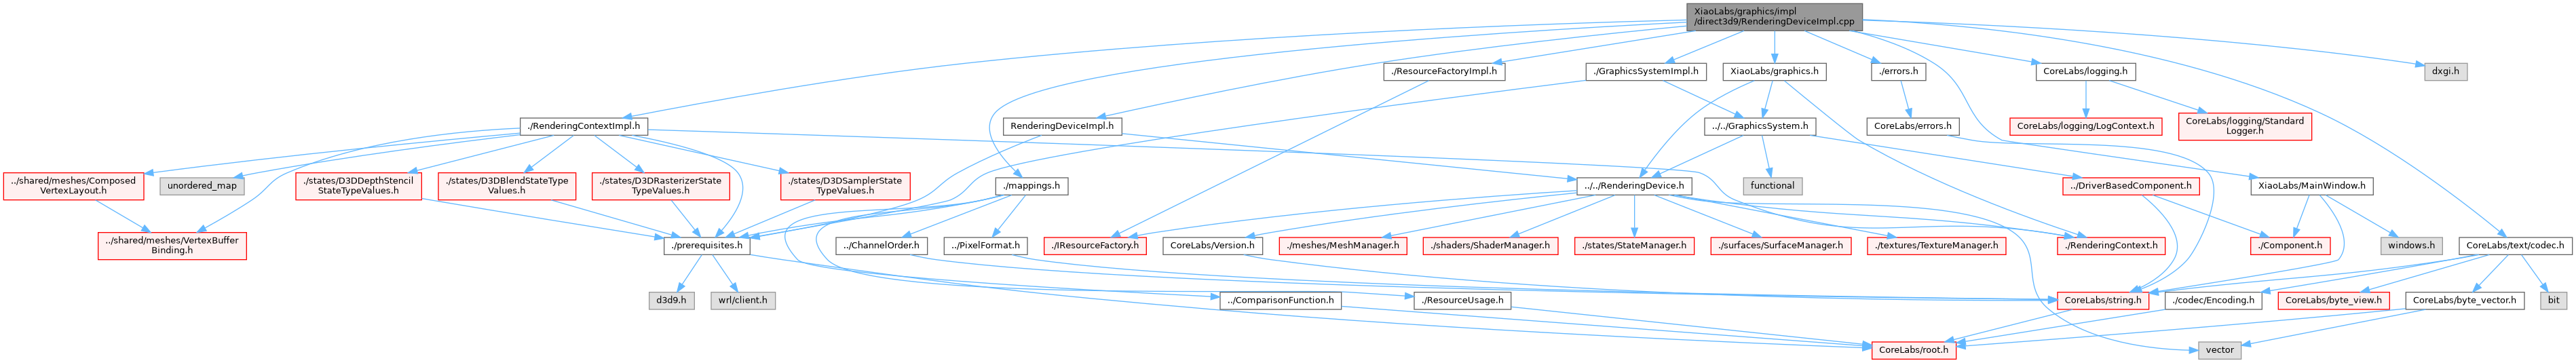 XiaoLabs/graphics/impl
/direct3d9/RenderingDeviceImpl.cpp
./ResourceFactoryImpl.h
./GraphicsSystemImpl.h
XiaoLabs/graphics.h
./errors.h
CoreLabs/logging.h
dxgi.h
./RenderingContextImpl.h
RenderingDeviceImpl.h
../../GraphicsSystem.h
CoreLabs/errors.h
CoreLabs/logging/LogContext.h
CoreLabs/logging/Standard
Logger.h
../shared/meshes/Composed
VertexLayout.h
unordered_map
./states/D3DDepthStencil
StateTypeValues.h
./states/D3DBlendStateType
Values.h
./states/D3DRasterizerState
TypeValues.h
./states/D3DSamplerState
TypeValues.h
./mappings.h
../../RenderingDevice.h
functional
../DriverBasedComponent.h
XiaoLabs/MainWindow.h
../shared/meshes/VertexBuffer
Binding.h
./prerequisites.h
../ChannelOrder.h
../PixelFormat.h
./IResourceFactory.h
CoreLabs/Version.h
./meshes/MeshManager.h
./shaders/ShaderManager.h
./states/StateManager.h
./surfaces/SurfaceManager.h
./textures/TextureManager.h
./RenderingContext.h
./Component.h
windows.h
CoreLabs/text/codec.h
d3d9.h
wrl/client.h
../ComparisonFunction.h
./ResourceUsage.h
CoreLabs/string.h
./codec/Encoding.h
CoreLabs/byte_view.h
CoreLabs/byte_vector.h
bit
CoreLabs/root.h
vector